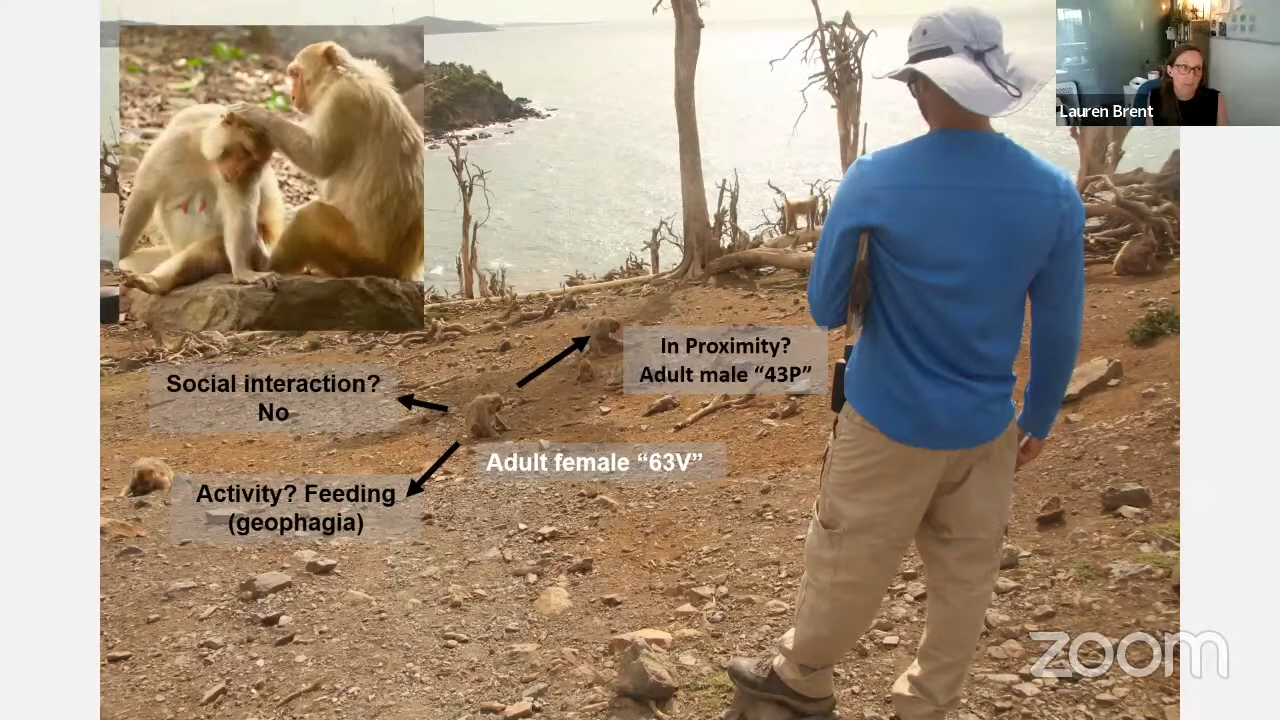 Lauren Brent
In Proximity?
Adult male “43P”
Social interaction?
No
Adult female “63V”
Activity? Feeding
(geophagia)
zoom